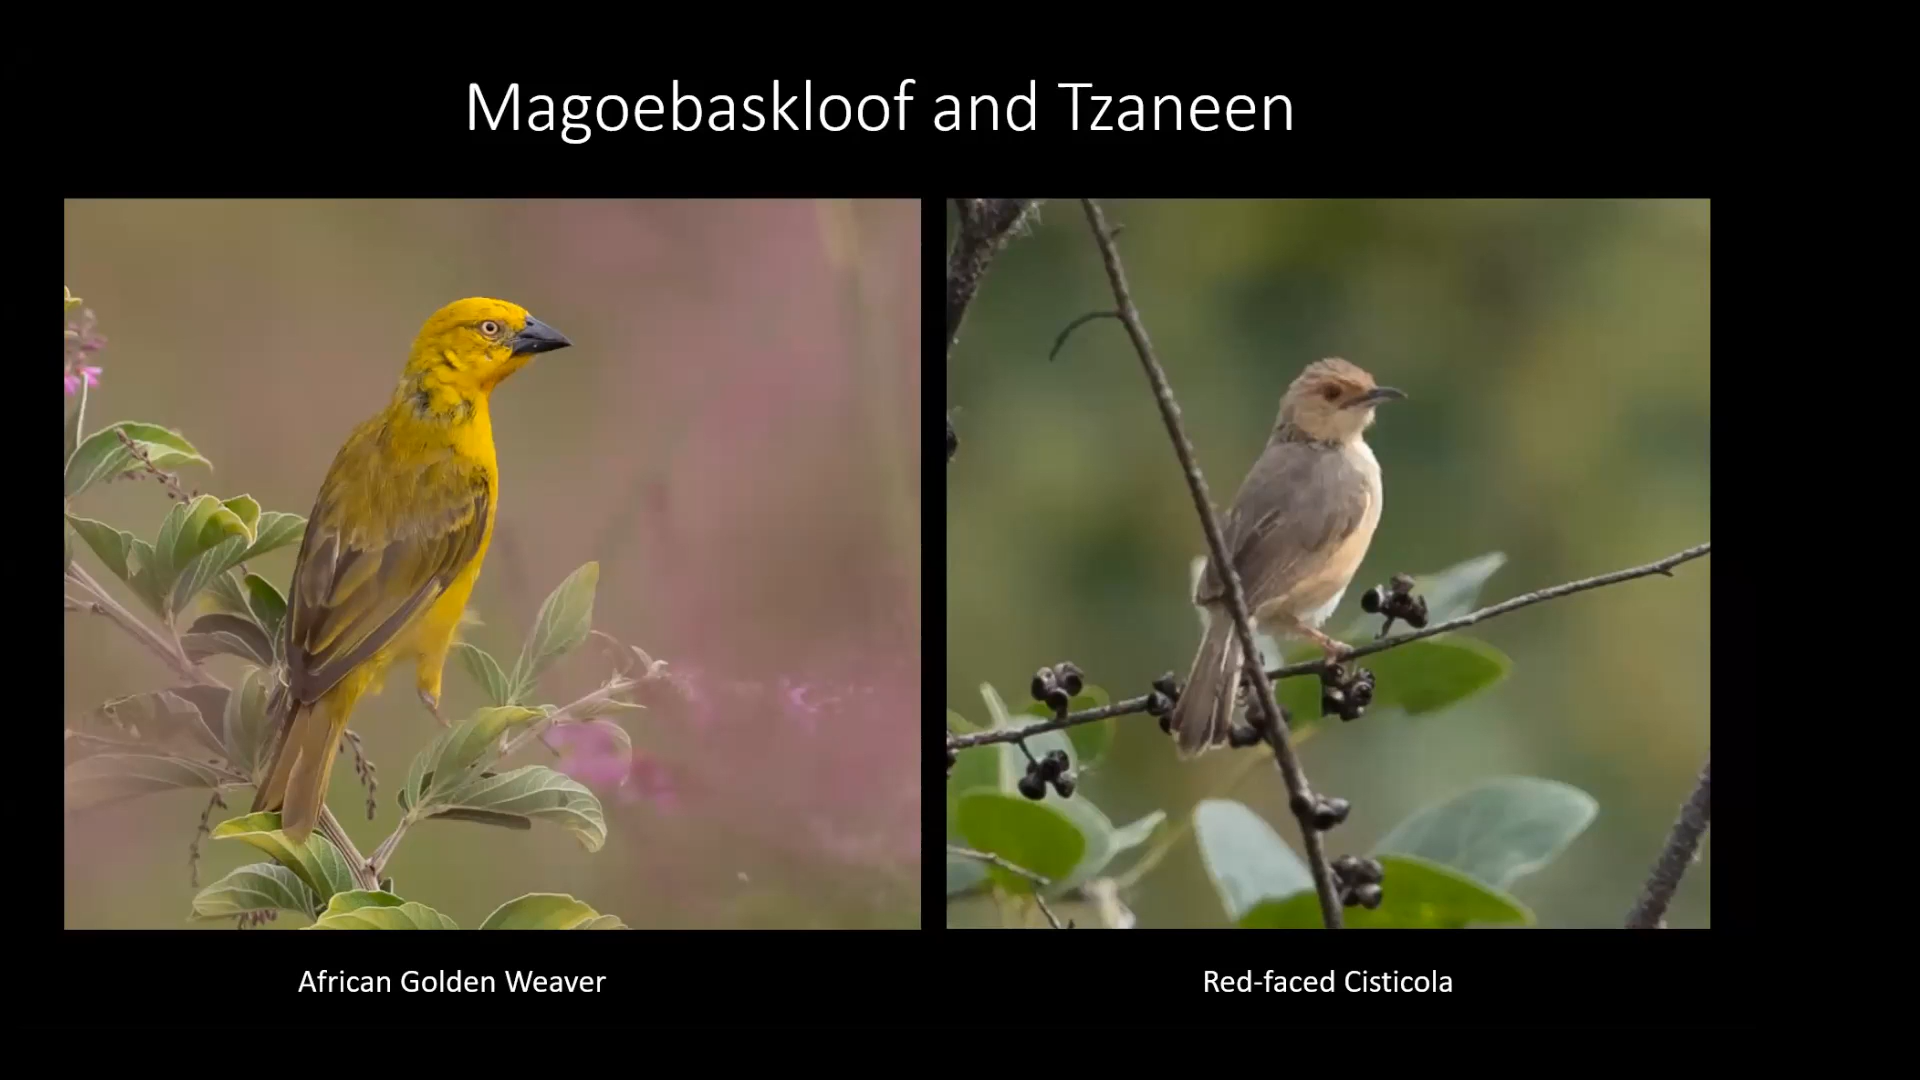 Magoebaskloof and Tzaneen
African Golden Weaver
Red-faced Cisticola